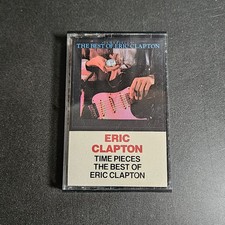 THE BEST OF ERIC CLAPTON
ERIC
CLAPTON
TIME PIECES
THE BEST OF
ERIC CLAPTON